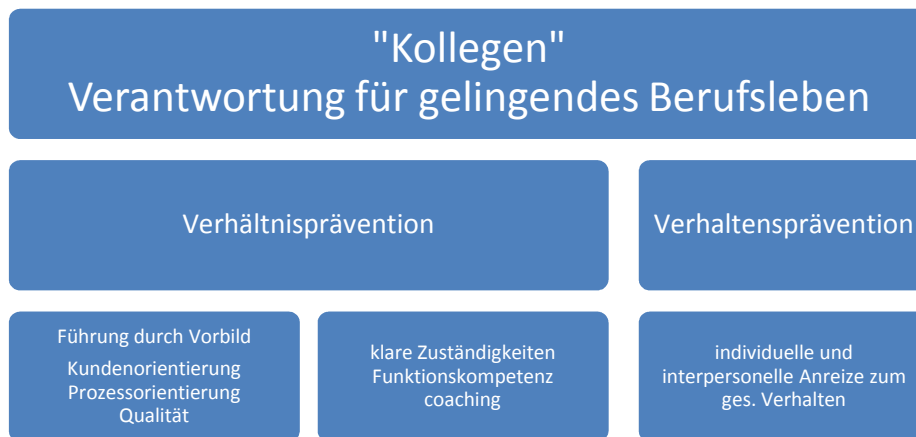 "Kollegen"
Verantwortung für gelingendes Berufsleben
Verhältnisprävention
Verhaltensprävention
Führung durch Vorbild
Kundenorientierung
Prozessorientierung
Qualität
klare Zuständigkeiten
Funktionskompetenz
coaching
individuelle und
interpersonelle Anreize zum
ges. Verhalten